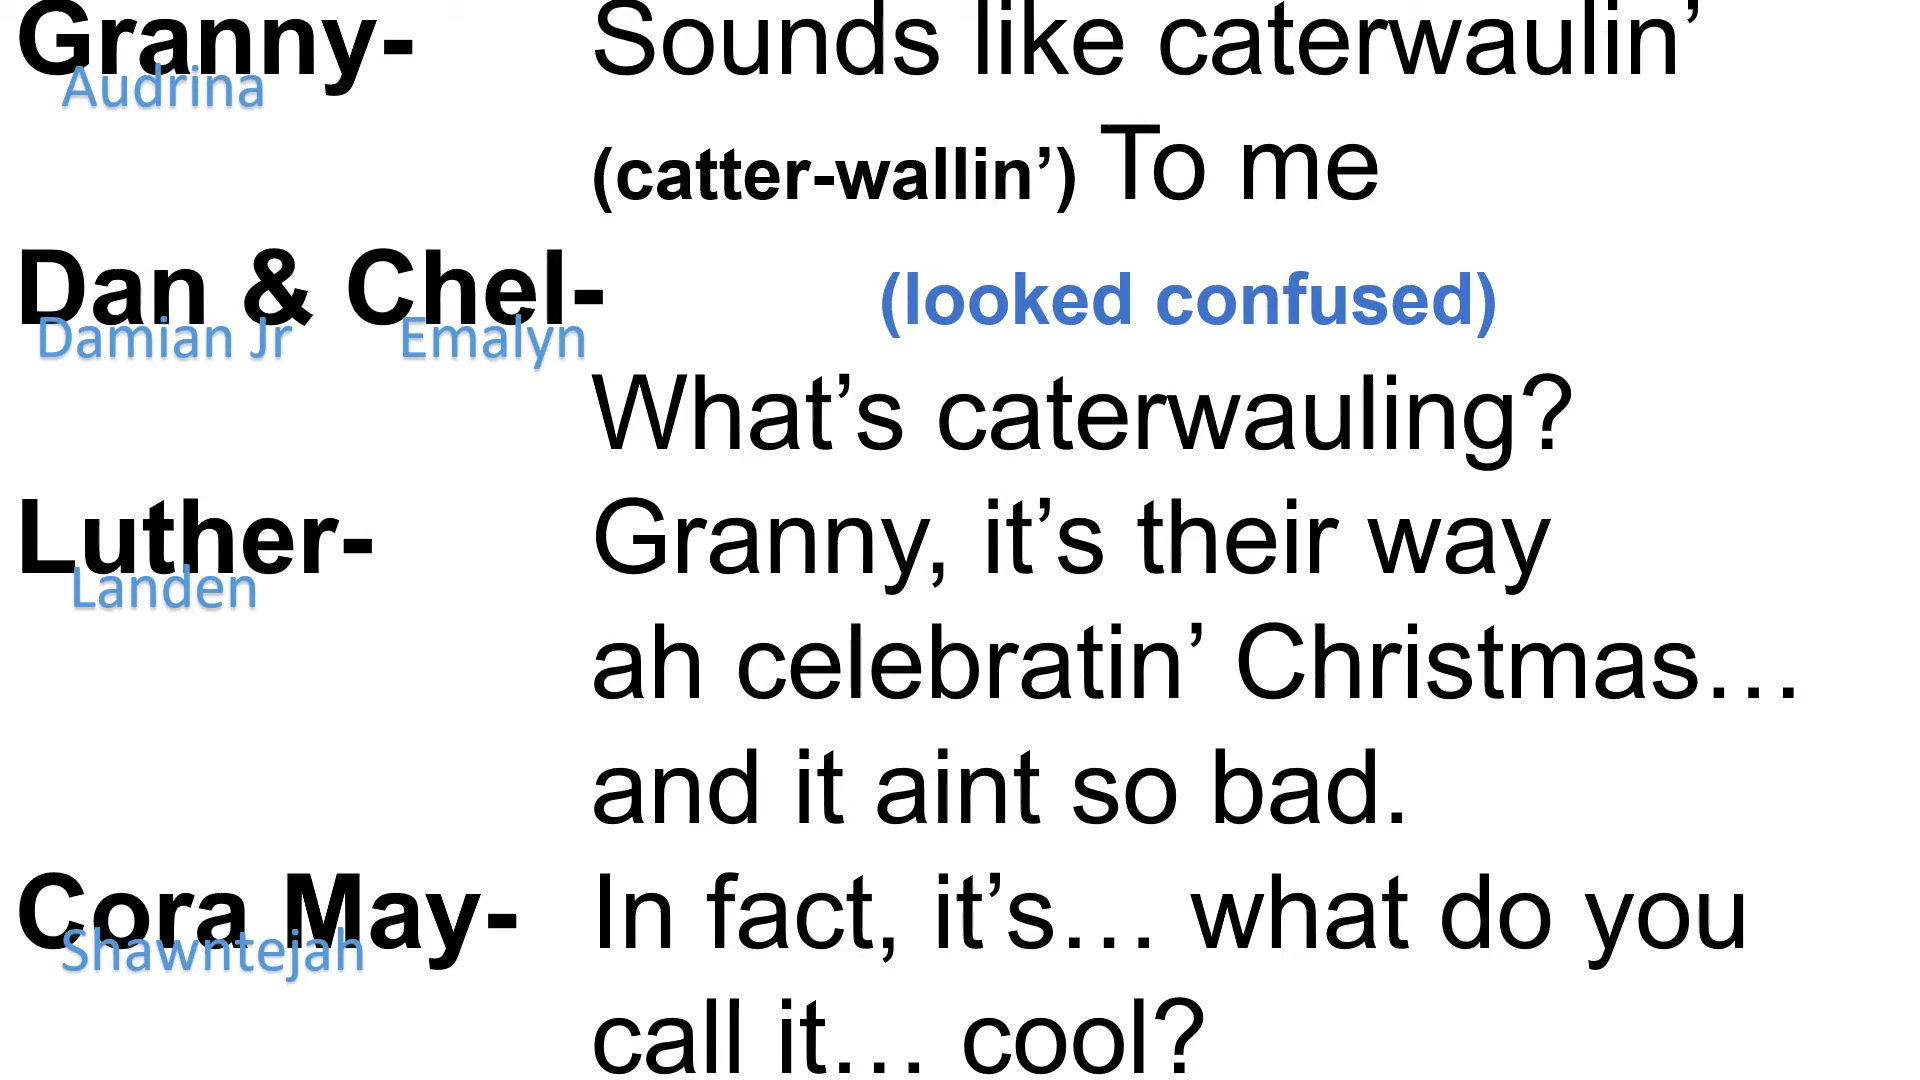 Granny- Sounds like caterwaulin’
Audrina
(catter-wallin’) To me
Dan & Chel- (looked confused)
Damian Jr Emalyn
What’s caterwauling?
Luther- Granny, it’s their way
Landen
ah celebratin’ Christmas…
and it aint so bad.
Cora May- In fact, it’s… what do you
Shawntejah
call it… cool?